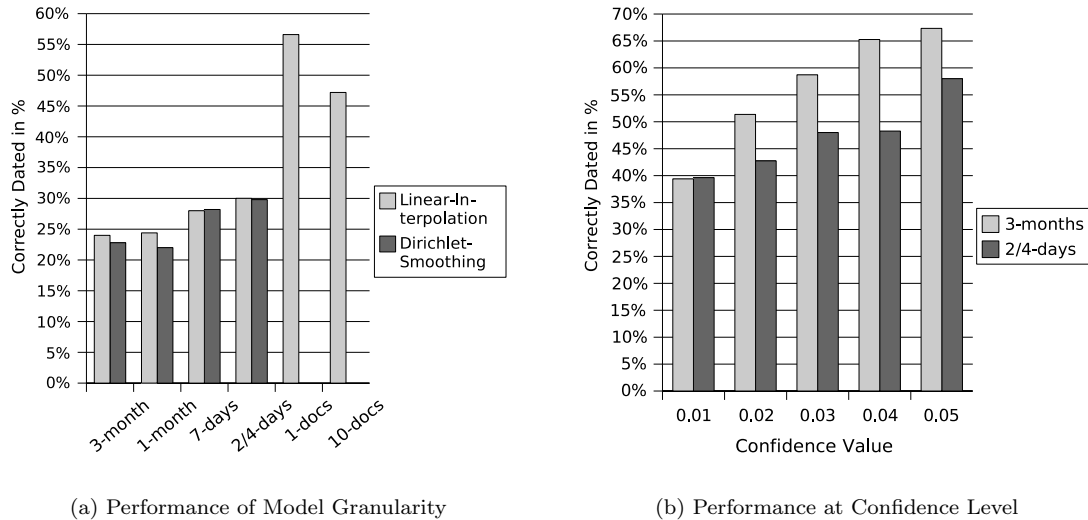 60%
55%
50%
45%
40%
35%
30%
25%
20%
15%
10%
5%
0%
Correctly Dated in %
3-month
1-month
7-days
2/4-days
1-docs
10-docs
Linear-In-
terpolation
Dirichlet-
Smoothing
(a) Performance of Model Granularity
70%
65%
60%
55%
50%
45%
40%
35%
30%
25%
20%
15%
10%
5%
0%
Correctly Dated in %
0.01 0.02 0.03 0.04 0.05
Confidence Value
3-months
2/4-days
(b) Performance at Confidence Level